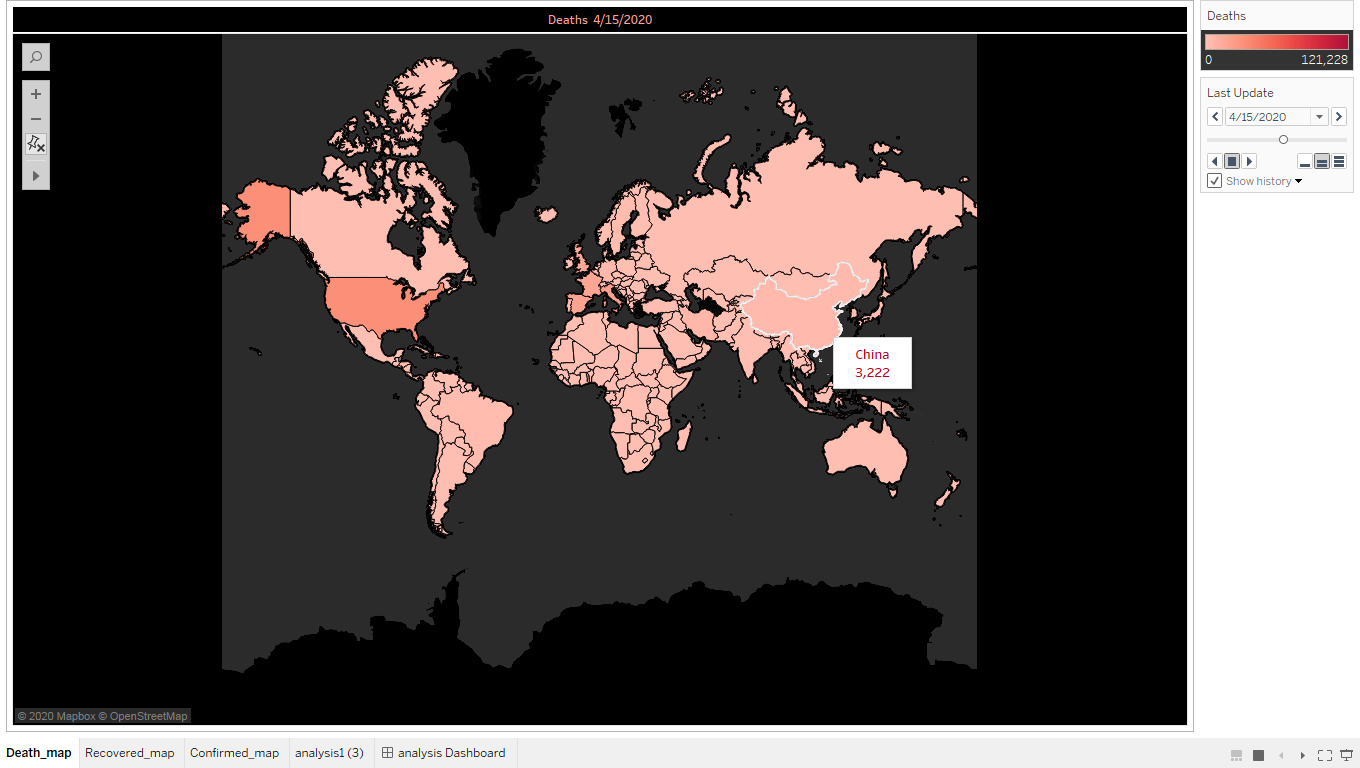 Deaths 4/15/2020
Deaths
0 121,228
Last Update
4/15/2020
Show history
China
3,222
© 2020 Mapbox © OpenStreetMap
Death_map Recovered_map Confirmed_map analysis1 (3) analysis Dashboard